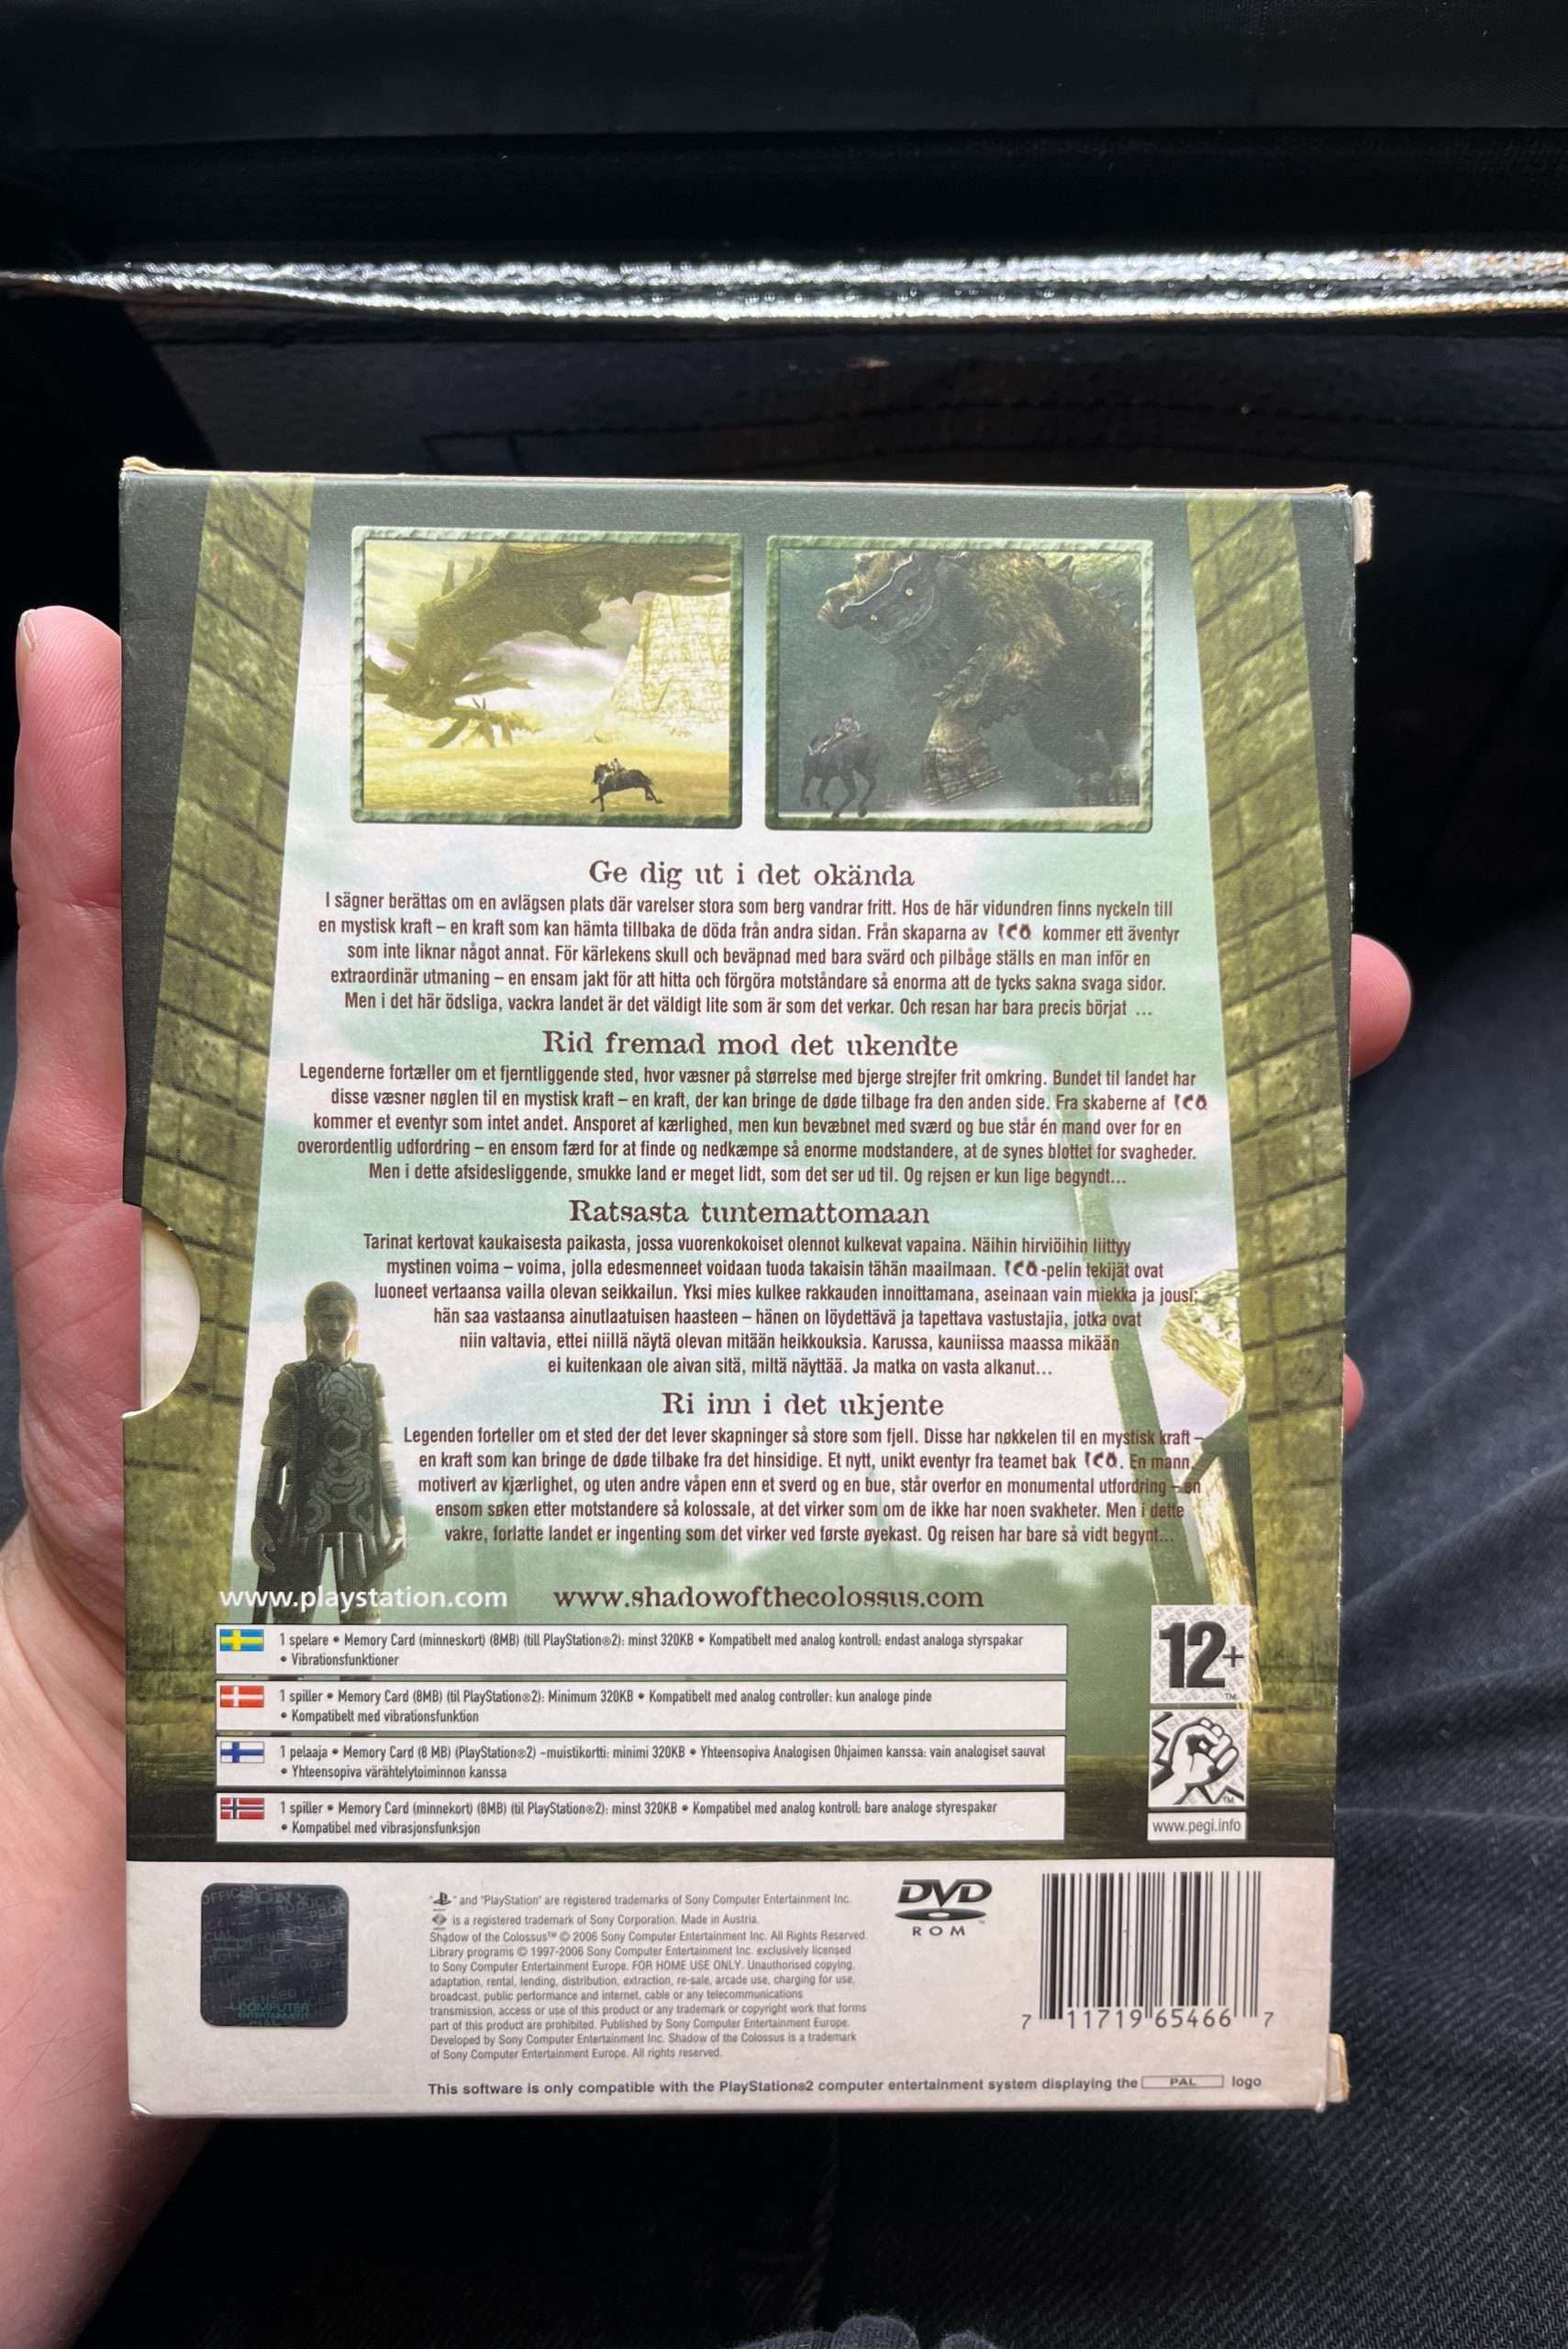 Ge dig ut i det okända
I sägner berättas om en avlägsen plats där varelser stora som berg vandrar fritt. Hos de här vidundren finns nyckeln till
en mystisk kraft – en kraft som kan hämta tillbaka de döda från andra sidan. Från skaparna av ICO kommer ett äventyr
som inte liknar något annat. För kärlekens skull och beväpnad med bara svärd och pilbåge ställs en man inför en
extraordinär utmaning – en ensam jakt för att hitta och förgöra motståndare så enorma att de tycks sakna svaga sidor.
Men i det här ödsliga, vackra landet är det väldigt lite som är som det verkar. Och resan har bara precis börjat ...
Rid fremad mod det ukendte
Legenderne fortæller om et fjerntliggende sted, hvor væsner på størrelse med bjerge strejfer frit omkring. Bundet til landet har
disse væsner nøglen til en mystisk kraft – en kraft, der kan bringe de døde tilbage fra den anden side. Fra skaberne af ICO
kommer et eventyr som intet andet. Ansporet af kærlighed, men kun bevæbnet med sværd og bue står én mand over for en
overordentlig udfordring – en ensom færd for at finde og nedkæmpe så enorme modstandere, at de synes blottet for svagheder.
Men i dette afsidesliggende, smukke land er meget lidt, som det ser ud til. Og rejsen er kun lige begyndt...
Ratsasta tuntemattomaan
Tarinat kertovat kaukaisesta paikasta, jossa vuorenkokoiset olennot kulkevat vapaina. Näihin hirviöihin liittyy
mystinen voima – voima, jolla edesmenneet voidaan tuoda takaisin tähän maailmaan. ICO-pelin tekijät ovat
luoneet vertaansa vailla olevan seikkailun. Yksi mies kulkee rakkauden innoittamana, aseinaan vain miekka ja jousi;
hän saa vastaansa ainutlaatuisen haasteen – hänen on löydettävä ja tapettava vastustajia, jotka ovat
niin valtavia, ettei niillä näytä olevan mitään heikkouksia. Karussa, kauniissa maassa mikään
ei kuitenkaan ole aivan sitä, miltä näyttää. Ja matka on vasta alkanut...
Ri inn i det ukjente
Legenden forteller om et sted der det lever skapninger så store som fjell. Disse har nøkkelen til en mystisk kraft –
en kraft som kan bringe de døde tilbake fra det hinsidige. Et nytt, unikt eventyr fra teamet bak ICO. En mann,
motivert av kjærlighet, og uten andre våpen enn et sverd og en bue, står overfor en monumental utfordring – en
ensom søken etter motstandere så kolossale, at det virker som om de ikke har noen svakheter. Men i dette
vakre, forlatte landet er ingenting som det virker ved første øyekast. Og reisen har bare så vidt begynt...
www.playstation.com www.shadowofthecolossus.com
1 spelare • Memory Card (minneskort) (8MB) (till PlayStation®2): minst 320KB • Kompatibelt med analog kontroll: endast analoga styrspakar
• Vibrationsfunktioner
1 spiller • Memory Card (8MB) (til PlayStation®2): Minimum 320KB • Kompatibelt med analog controller: kun analoge pinde
• Kompatibelt med vibrationsfunktion
1 pelaaja • Memory Card (8 MB) (PlayStation®2) -muistikortti: minimi 320KB • Yhteensopiva Analogisen Ohjaimen kanssa: vain analogiset sauvat
• Yhteensopiva värähtelytoiminnon kanssa
1 spiller • Memory Card (minnekort) (8MB) (til PlayStation®2): minst 320KB • Kompatibel med analog kontroll: bare analoge styrespaker
• Kompatibel med vibrasjonsfunksjon
12+
www.pegi.info
" " and "PlayStation" are registered trademarks of Sony Computer Entertainment Inc.
is a registered trademark of Sony Corporation. Made in Austria.
Shadow of the Colossus™ © 2006 Sony Computer Entertainment Inc. All Rights Reserved.
Library programs © 1997-2006 Sony Computer Entertainment Inc. exclusively licensed
to Sony Computer Entertainment Europe. FOR HOME USE ONLY. Unauthorised copying,
adaptation, rental, lending, distribution, extraction, re-sale, arcade use, charging for use,
broadcast, public performance and internet, cable or any telecommunications
transmission, access or use of this product or any trademark or copyright work that forms
part of this product are prohibited. Published by Sony Computer Entertainment Europe.
Developed by Sony Computer Entertainment Inc. Shadow of the Colossus is a trademark
of Sony Computer Entertainment Europe. All rights reserved.
DVD
ROM
7 11719 65466 7
This software is only compatible with the PlayStation®2 computer entertainment system displaying the PAL logo
SONY
LICENSED
COMPUTER
ENTERTAINMENT